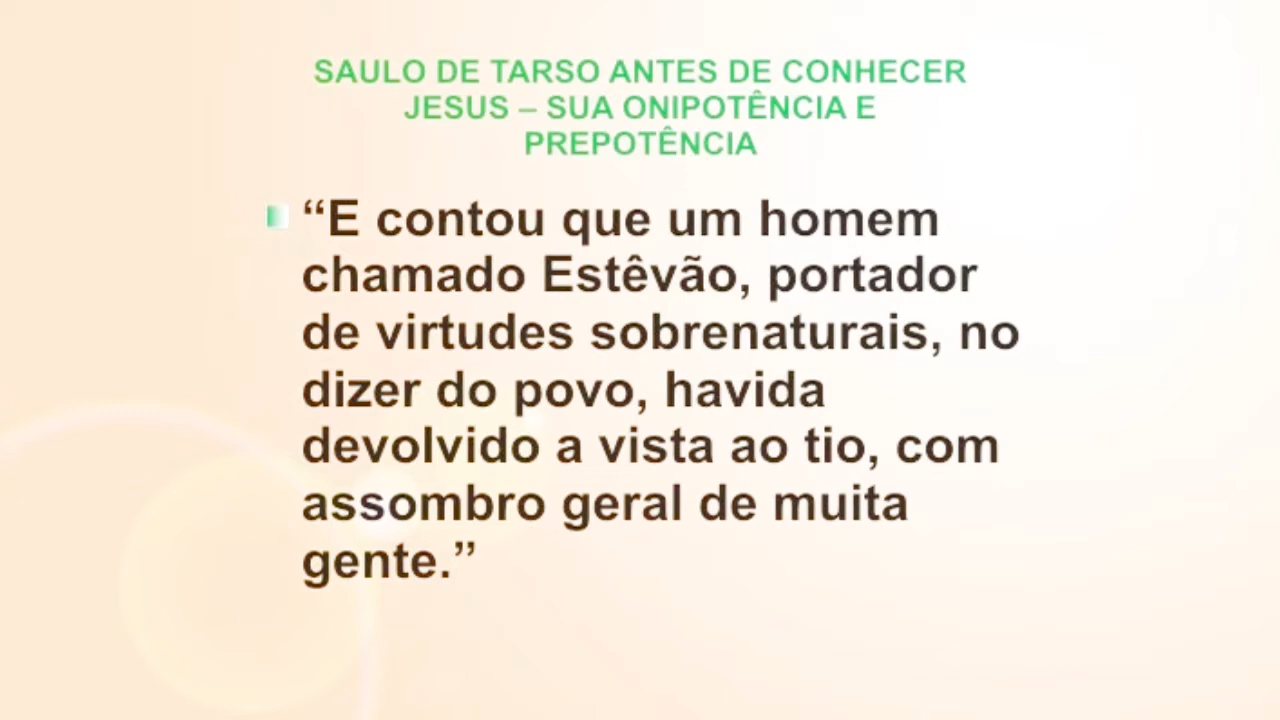 SAULO DE TARSO ANTES DE CONHECER
JESUS – SUA ONIPOTÊNCIA E
PREPOTÊNCIA
“E contou que um homem
chamado Estêvão, portador
de virtudes sobrenaturais, no
dizer do povo, havida
devolvido a vista ao tio, com
assombro geral de muita
gente.”